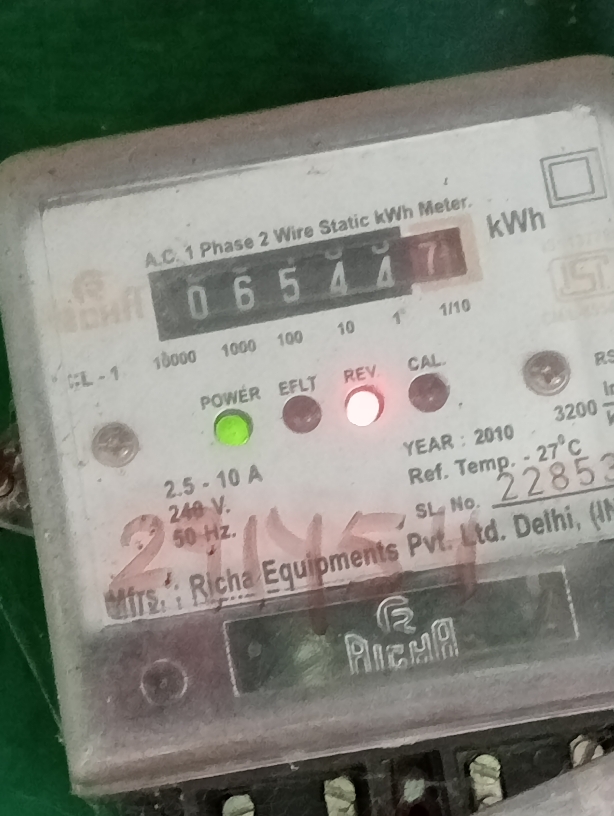 A.C. 1 Phase 2 Wire Static kWh Meter.
kWh
0 6 5 4 4 7
10000 1000 100 10 1 1/10
POWER EFLT REV. CAL.
2.5 - 10 A
240 V.
50 Hz.
YEAR : 2010
3200
Ref. Temp. - 27°C
SL. No. 22853
Mfrs. : Richa Equipments Pvt. Ltd. Delhi,
RICHA